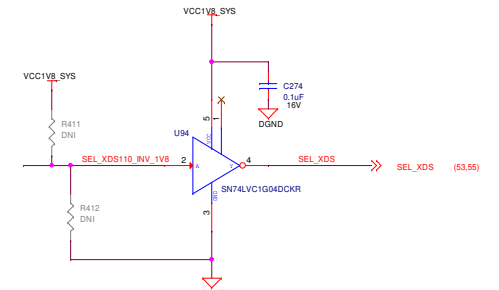 VCC1V8_SYS
VCC1V8_SYS
C274
0.1uF
16V
DGND
R411
DNI
5
1
U94
SEL_XDS110_INV_1V8
2
A
Y
4
SEL_XDS
SEL_XDS (53,55)
SN74LVC1G04DCKR
GND
3
R412
DNI